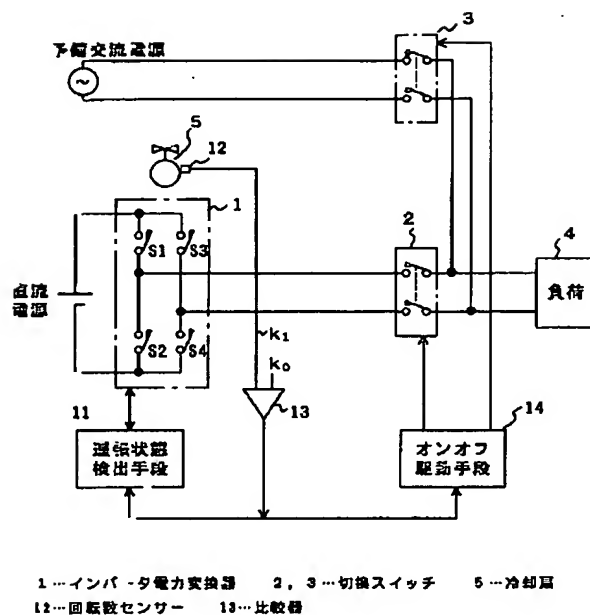 3
予備交流電源
~
5
12
1
2
4
S1
S3
直流
電源
負荷
S2
S4
k1
k0
11
13
14
運転状態
検出手段
オンオフ
駆動手段
1…インバータ電力変換器 2, 3…切換スイッチ 5…冷却扇
12…回転数センサー 13…比較器